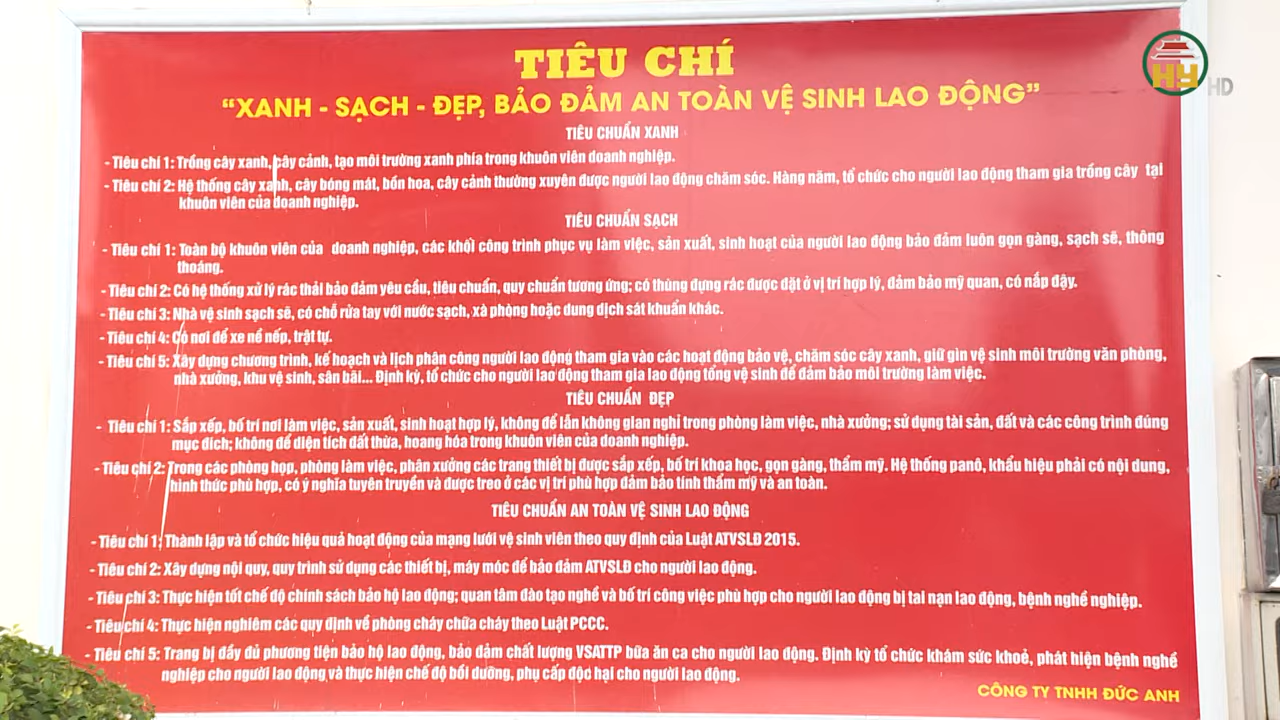 HY HD
TIÊU CHÍ
“XANH - SẠCH - ĐẸP, BẢO ĐẢM AN TOÀN VỆ SINH LAO ĐỘNG”
TIÊU CHUẨN XANH
- Tiêu chí 1: Trồng cây xanh, cây cảnh, tạo môi trường xanh phía trong khuôn viên doanh nghiệp.
- Tiêu chí 2: Hệ thống cây xanh, cây bóng mát, bồn hoa, cây cảnh thường xuyên được người lao động chăm sóc. Hàng năm, tổ chức cho người lao động tham gia trồng cây tại
khuôn viên của doanh nghiệp.
TIÊU CHUẨN SẠCH
- Tiêu chí 1: Toàn bộ khuôn viên của doanh nghiệp, các khối công trình phục vụ làm việc, sản xuất, sinh hoạt của người lao động bảo đảm luôn gọn gàng, sạch sẽ, thông
thoáng.
- Tiêu chí 2: Có hệ thống xử lý rác thải bảo đảm yêu cầu, tiêu chuẩn, quy chuẩn tương ứng; có thùng đựng rác được đặt ở vị trí hợp lý, đảm bảo mỹ quan, có nắp đậy.
- Tiêu chí 3: Nhà vệ sinh sạch sẽ, có chỗ rửa tay với nước sạch, xà phòng hoặc dung dịch sát khuẩn khác.
- Tiêu chí 4: Có nơi để xe nề nếp, trật tự.
- Tiêu chí 5: Xây dựng chương trình, kế hoạch và lịch phân công người lao động tham gia vào các hoạt động bảo vệ, chăm sóc cây xanh, giữ gìn vệ sinh môi trường văn phòng,
nhà xưởng, khu vệ sinh, sân bãi... Định kỳ, tổ chức cho người lao động tham gia lao động tổng vệ sinh để đảm bảo môi trường làm việc.
TIÊU CHUẨN ĐẸP
- Tiêu chí 1: Sắp xếp, bố trí nơi làm việc, sản xuất, sinh hoạt hợp lý, không để lẫn không gian nghỉ trong phòng làm việc, nhà xưởng; sử dụng tài sản, đất và các công trình đúng
mục đích; không để diện tích đất thừa, hoang hóa trong khuôn viên của doanh nghiệp.
- Tiêu chí 2: Trong các phòng họp, phòng làm việc, phân xưởng các trang thiết bị được sắp xếp, bố trí khoa học, gọn gàng, thẩm mỹ. Hệ thống panô, khẩu hiệu phải có nội dung,
hình thức phù hợp, có ý nghĩa tuyên truyền và được treo ở các vị trí phù hợp đảm bảo tính thẩm mỹ và an toàn.
TIÊU CHUẨN AN TOÀN VỆ SINH LAO ĐỘNG
- Tiêu chí 1: Thành lập và tổ chức hiệu quả hoạt động của mạng lưới vệ sinh viên theo quy định của Luật ATVSLĐ 2015.
- Tiêu chí 2: Xây dựng nội quy, quy trình sử dụng các thiết bị, máy móc để bảo đảm ATVSLĐ cho người lao động.
- Tiêu chí 3: Thực hiện tốt chế độ chính sách bảo hộ lao động; quan tâm đào tạo nghề và bố trí công việc phù hợp cho người lao động bị tai nạn lao động, bệnh nghề nghiệp.
- Tiêu chí 4: Thực hiện nghiêm các quy định về phòng cháy chữa cháy theo Luật PCCC.
- Tiêu chí 5: Trang bị đầy đủ phương tiện bảo hộ lao động, bảo đảm chất lượng VSATTP bữa ăn ca cho người lao động. Định kỳ tổ chức khám sức khoẻ, phát hiện bệnh nghề
nghiệp cho người lao động và thực hiện chế độ bồi dưỡng, phụ cấp độc hại cho người lao động.
CÔNG TY TNHH ĐỨC ANH